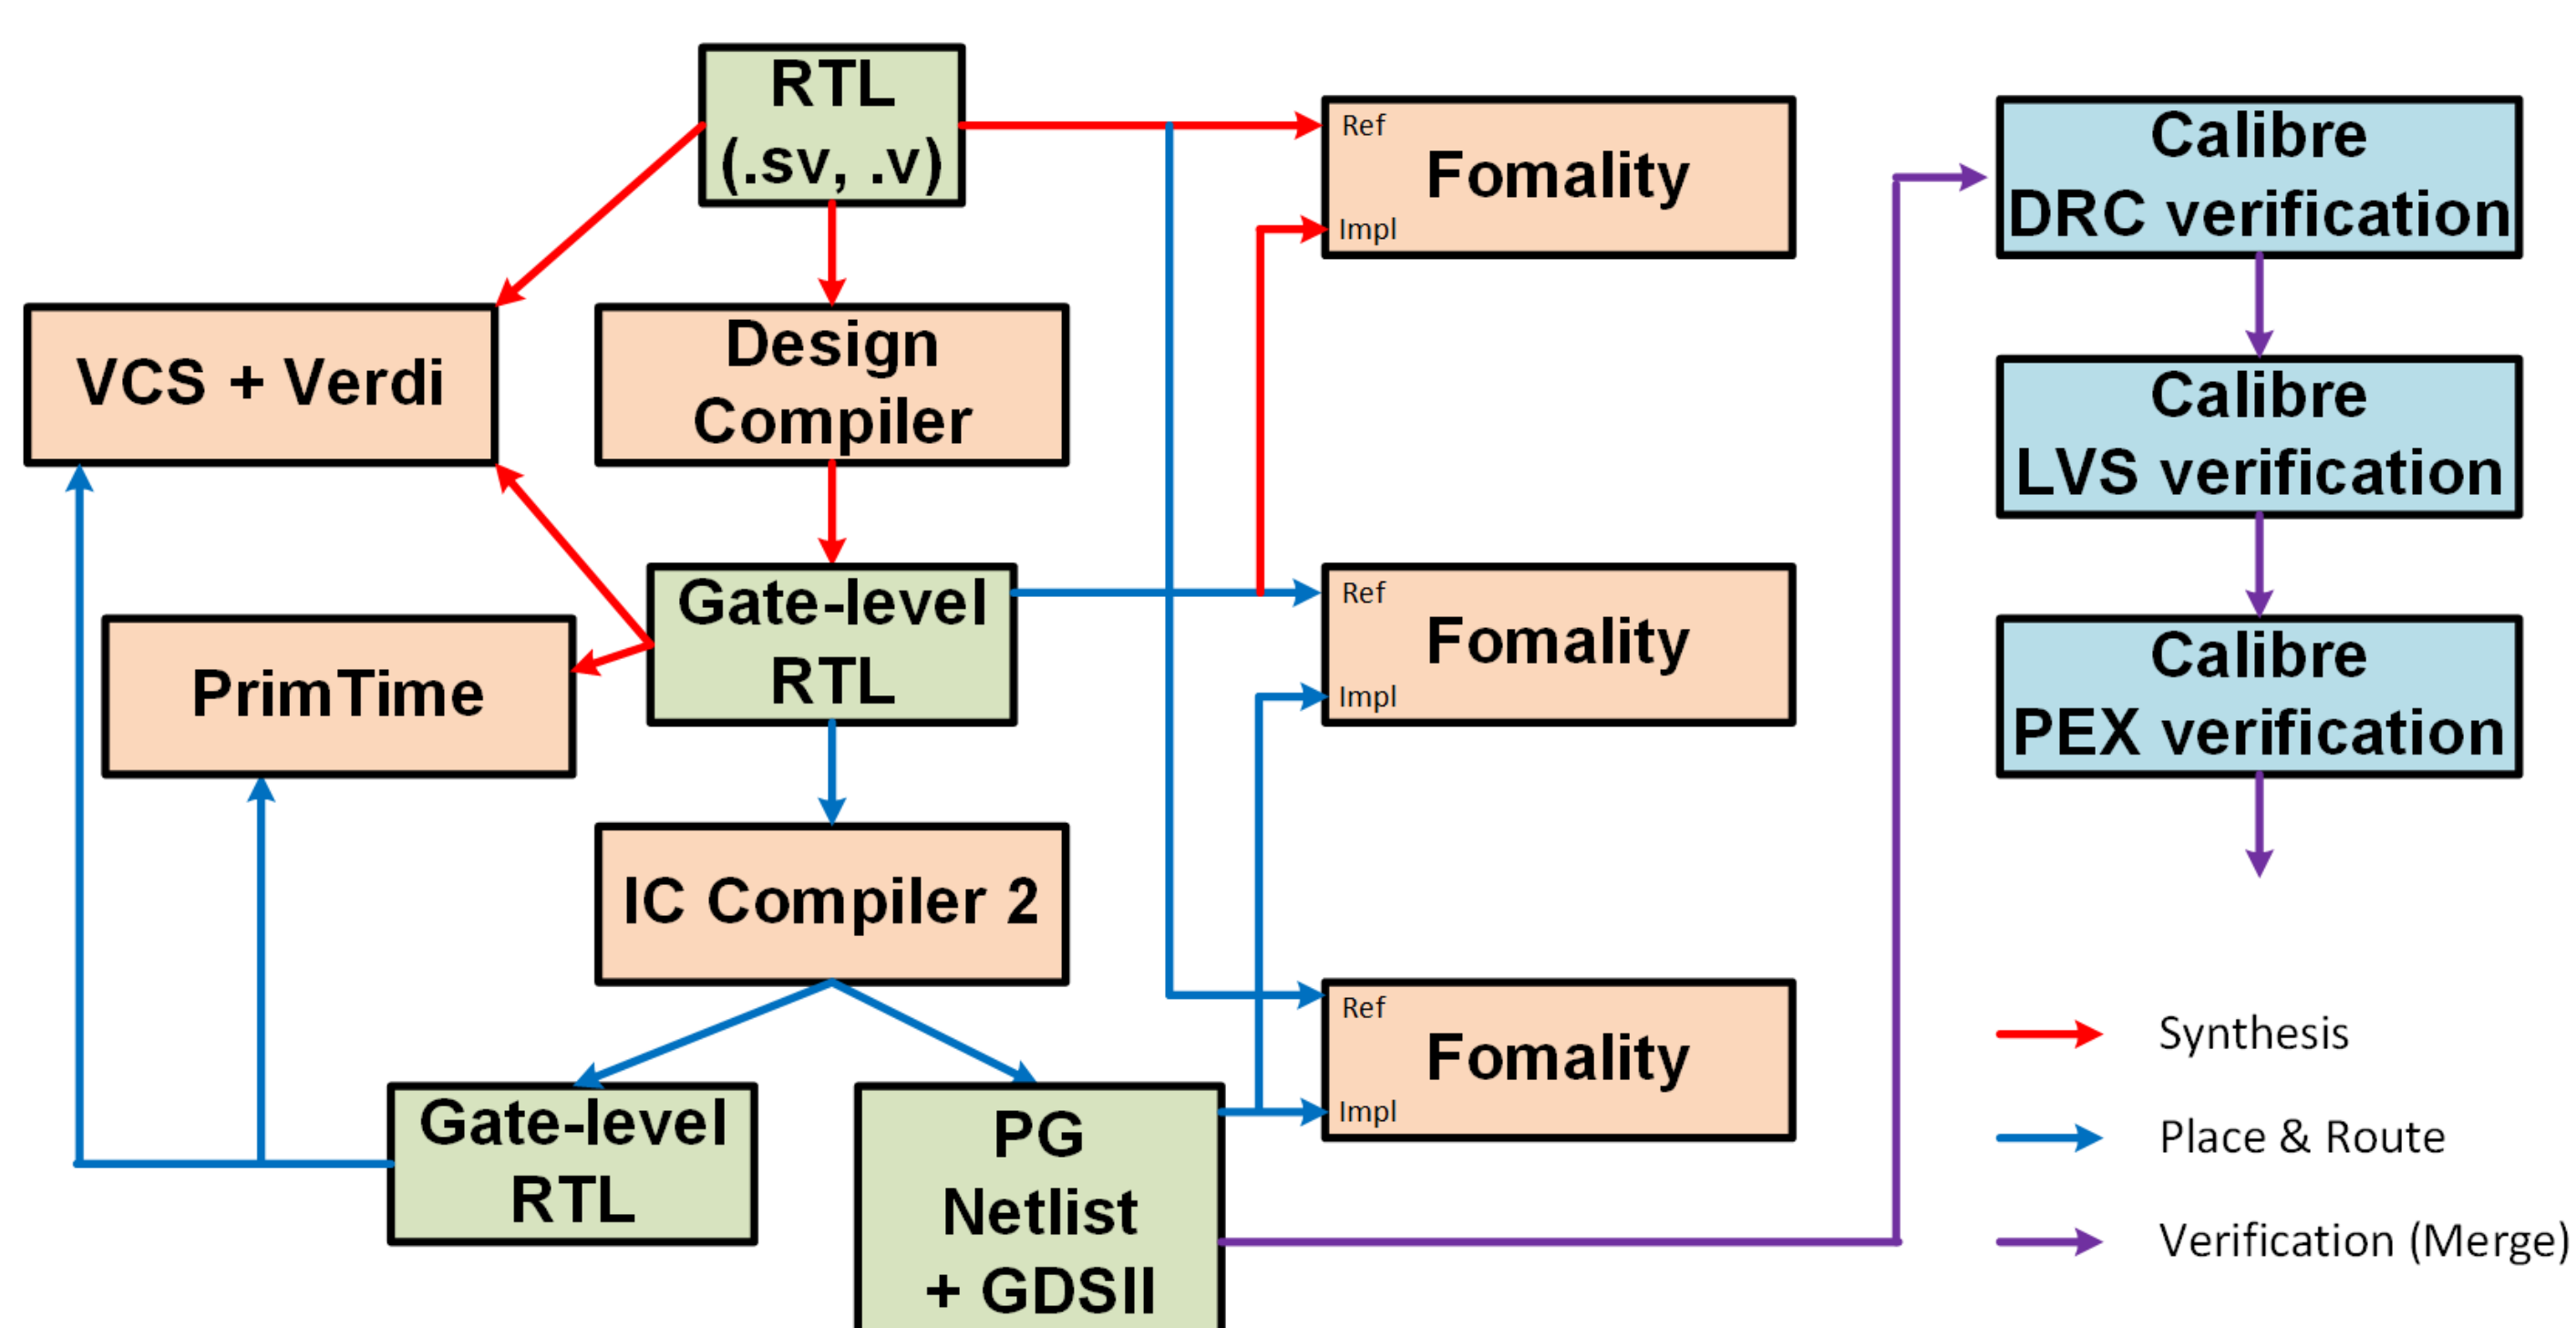 RTL
(.sv, .v)
Ref
Fomality
Impl
Calibre
DRC verification
VCS + Verdi
Design
Compiler
Calibre
LVS verification
Gate-level
RTL
Ref
Fomality
Impl
PrimTime
Calibre
PEX verification
IC Compiler 2
Ref
Fomality
Impl
Gate-level
RTL
PG
Netlist
+ GDSII
Synthesis
Place & Route
Verification (Merge)